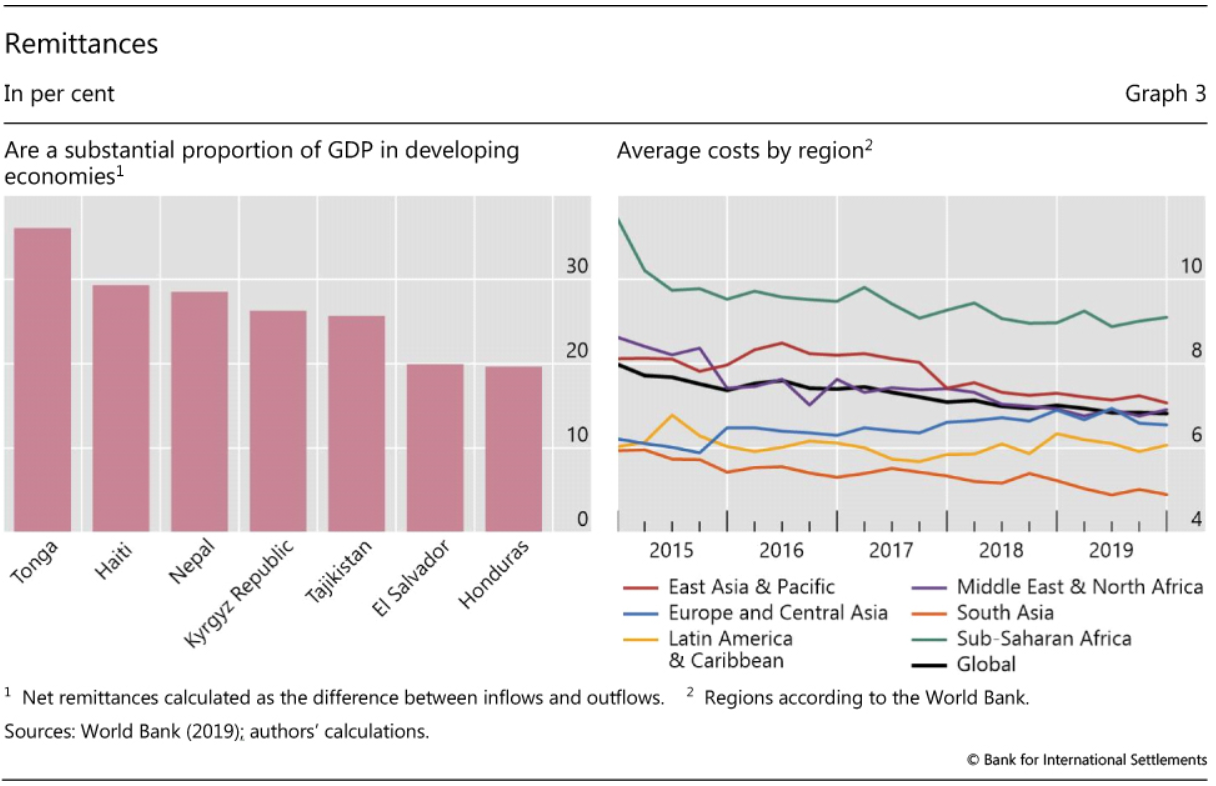 Remittances
In per cent
Graph 3
Are a substantial proportion of GDP in developing
economies¹
30
20
10
0
Tonga
Haiti
Nepal
Kyrgyz Republic
Tajikistan
El Salvador
Honduras
Average costs by region²
10
8
6
4
2015
2016
2017
2018
2019
East Asia & Pacific
Europe and Central Asia
Latin America
& Caribbean
Middle East & North Africa
South Asia
Sub-Saharan Africa
Global
¹ Net remittances calculated as the difference between inflows and outflows. ² Regions according to the World Bank.
Sources: World Bank (2019); authors’ calculations.
© Bank for International Settlements